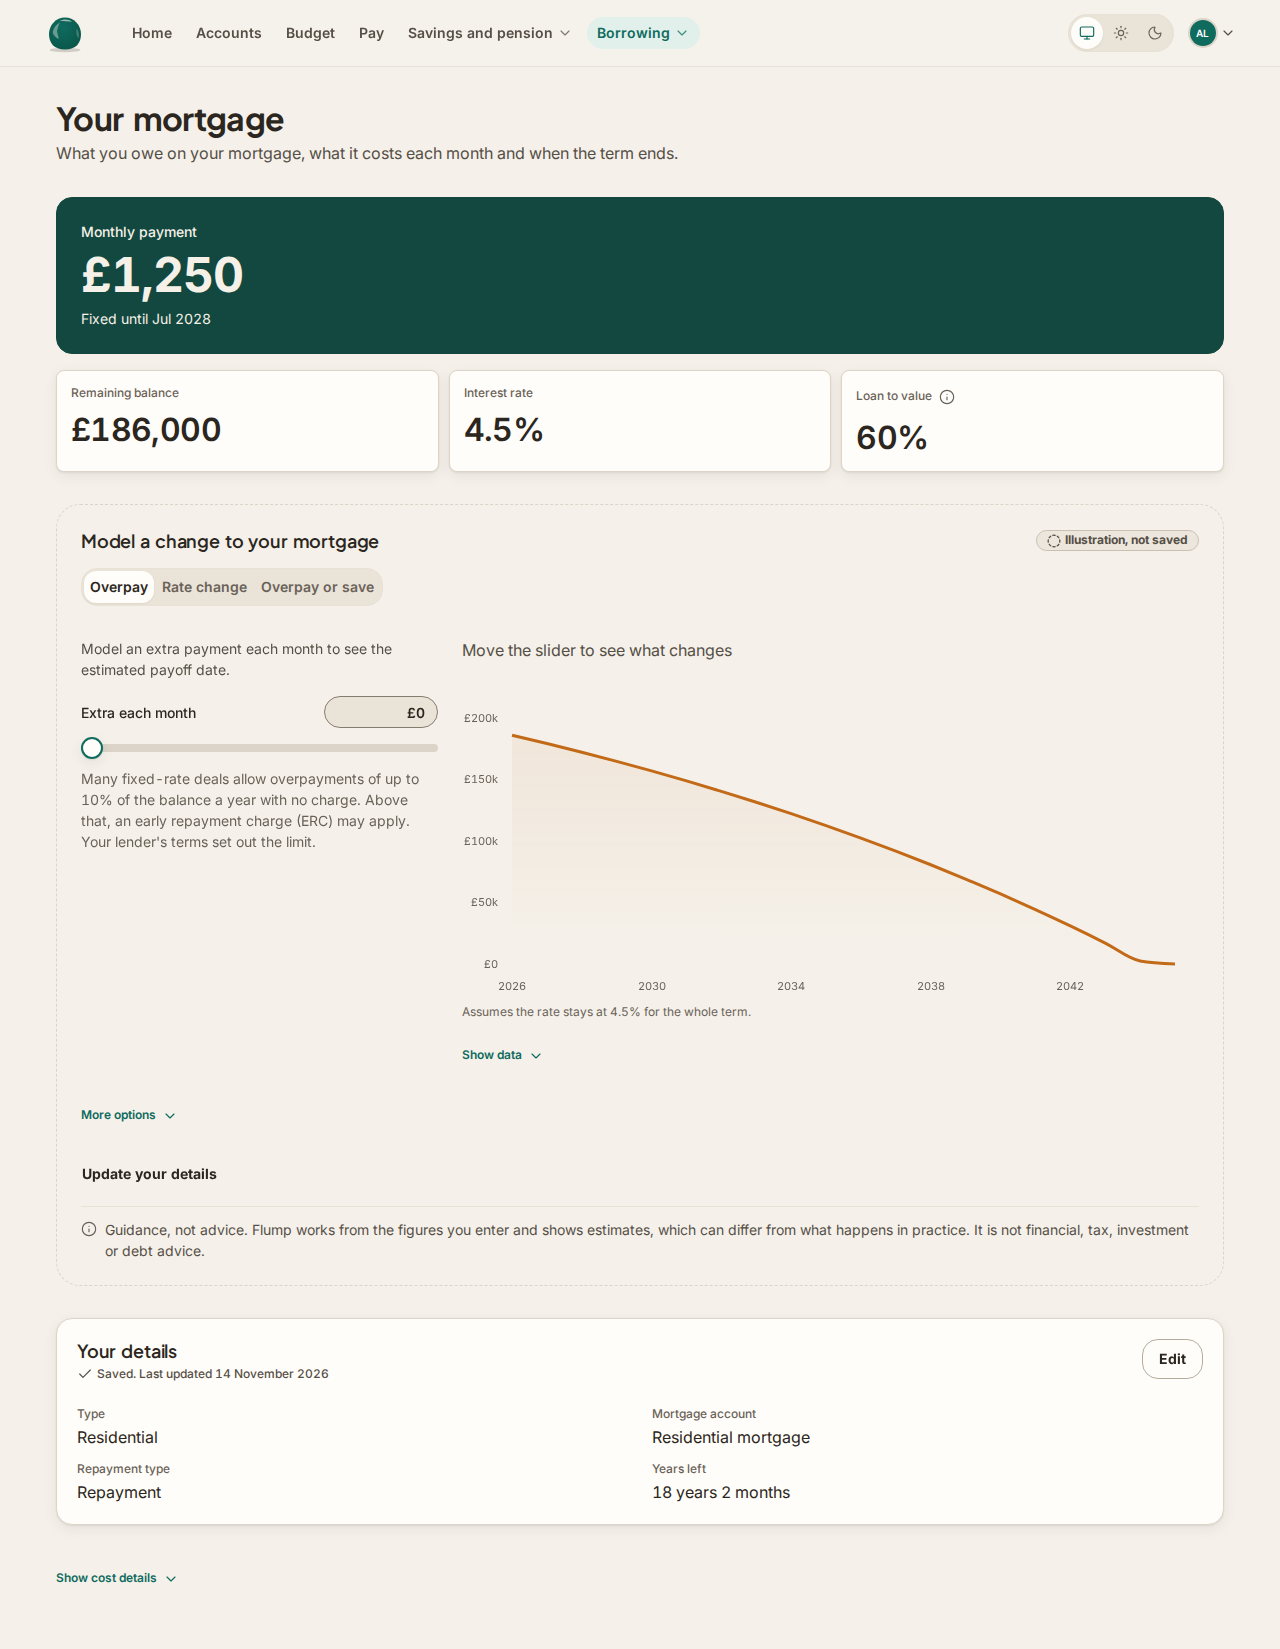 Home
Accounts
Budget
Pay
Savings and pension
Borrowing
AL
Your mortgage
What you owe on your mortgage, what it costs each month and when the term ends.
Monthly payment
£1,250
Fixed until Jul 2028
Remaining balance
£186,000
Interest rate
4.5%
Loan to value
60%
Model a change to your mortgage
Illustration, not saved
Overpay
Rate change
Overpay or save
Model an extra payment each month to see the
estimated payoff date.
Extra each month
£0
Many fixed-rate deals allow overpayments of up to
10% of the balance a year with no charge. Above
that, an early repayment charge (ERC) may apply.
Your lender's terms set out the limit.
Move the slider to see what changes
£200k
£150k
£100k
£50k
£0
2026
2030
2034
2038
2042
Assumes the rate stays at 4.5% for the whole term.
Show data
More options
Update your details
Guidance, not advice. Flump works from the figures you enter and shows estimates, which can differ from what happens in practice. It is not financial, tax, investment
or debt advice.
Your details
Saved. Last updated 14 November 2026
Edit
Type
Residential
Mortgage account
Residential mortgage
Repayment type
Repayment
Years left
18 years 2 months
Show cost details